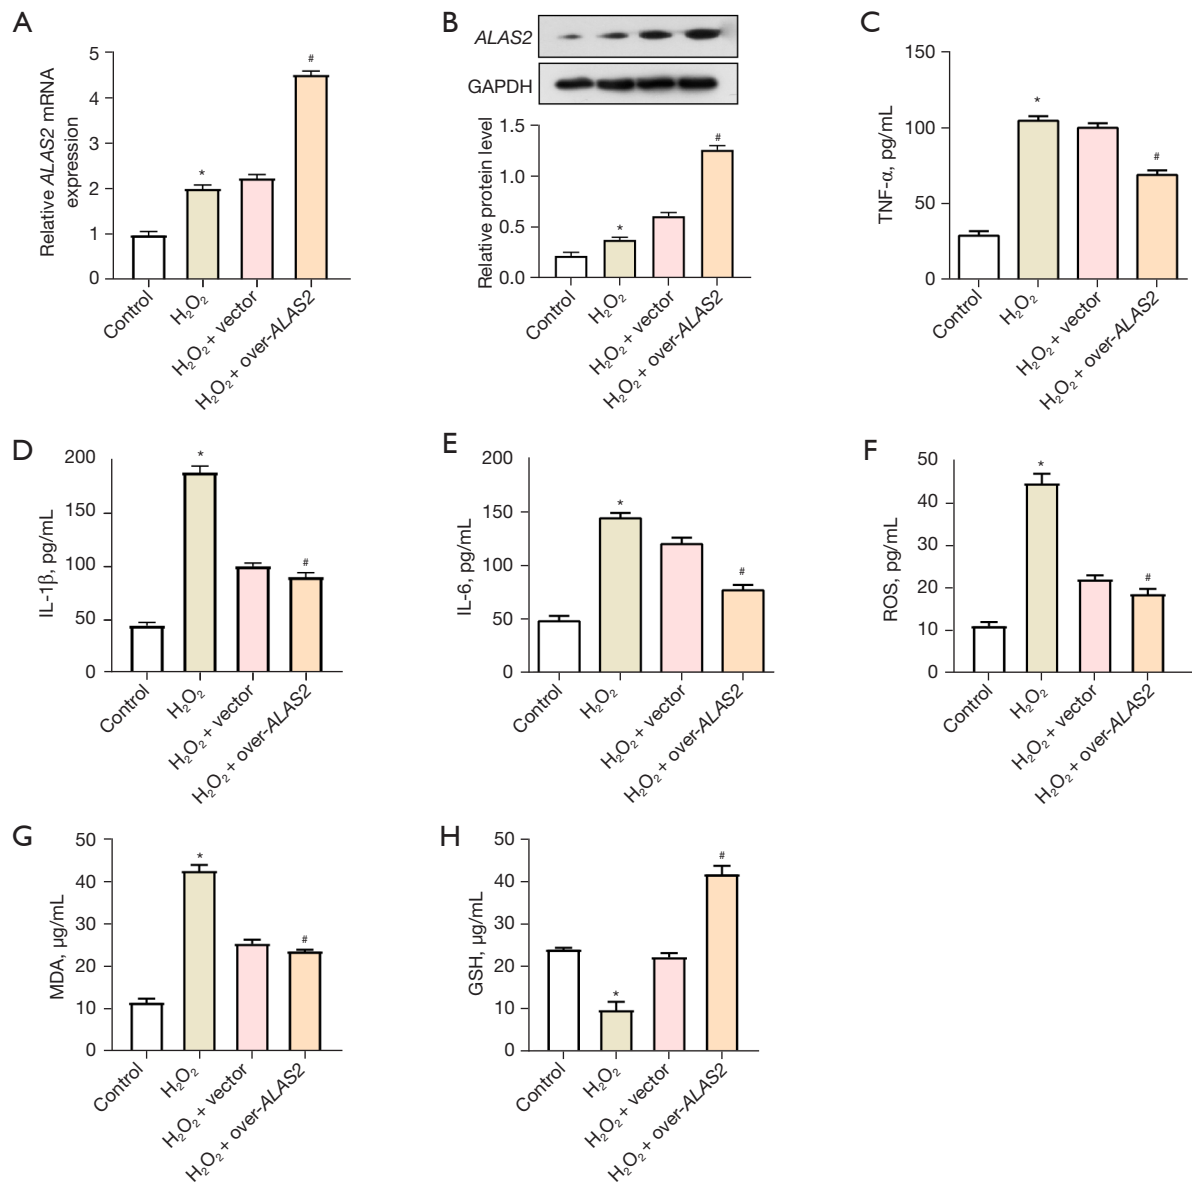 A
Relative ALAS2 mRNA
expression
5
4
3
2
1
0
*
#
Control
H₂O₂
H₂O₂ + vector
H₂O₂ + over-ALAS2
B
ALAS2
GAPDH
Relative protein level
1.5
1.0
0.5
0.0
*
#
Control
H₂O₂
H₂O₂ + vector
H₂O₂ + over-ALAS2
C
TNF-α, pg/mL
150
100
50
0
*
#
Control
H₂O₂
H₂O₂ + vector
H₂O₂ + over-ALAS2
D
IL-1β, pg/mL
200
150
100
50
0
*
#
Control
H₂O₂
H₂O₂ + vector
H₂O₂ + over-ALAS2
E
IL-6, pg/mL
200
150
100
50
0
*
#
Control
H₂O₂
H₂O₂ + vector
H₂O₂ + over-ALAS2
F
ROS, pg/mL
50
40
30
20
10
0
*
#
Control
H₂O₂
H₂O₂ + vector
H₂O₂ + over-ALAS2
G
MDA, μg/mL
50
40
30
20
10
0
*
#
Control
H₂O₂
H₂O₂ + vector
H₂O₂ + over-ALAS2
H
GSH, μg/mL
50
40
30
20
10
0
*
#
Control
H₂O₂
H₂O₂ + vector
H₂O₂ + over-ALAS2